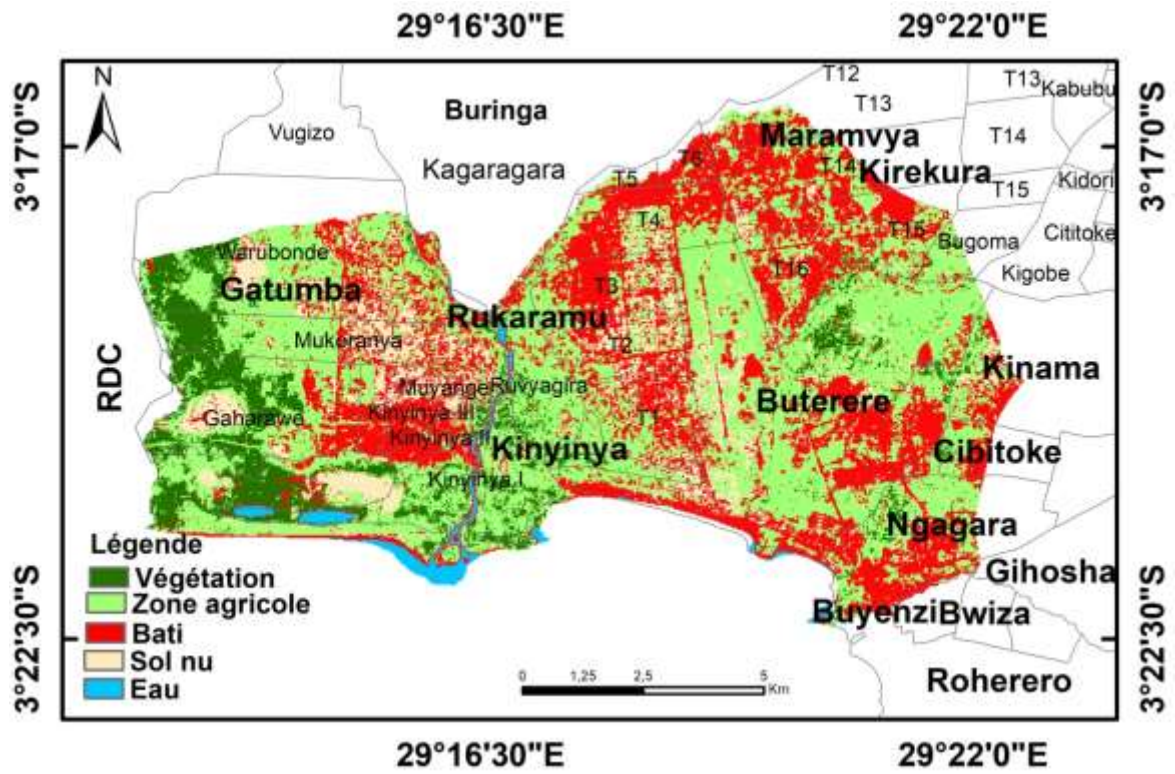 29°16'30"E
29°22'0"E
3°17'0"S
3°17'0"S
N
T12
T13
Kabubu
Buringa
T13
Vugizo
Maramvya
T14
T6
Kagaragara
T14
Kirekura
T5
T15
Kidori
T4
T15
Bugoma
Cititoke
Warubonde
T16
Kigobe
Gatumba
T3
Rukaramu
Mukoranya
T2
RDC
Kinama
Muyange
Ruvyagira
Buterere
Kinyinya III
T1
Gaharawe
Kinyinya II
Kinyinya
Cibitoke
Kinyinya I
Ngagara
Légende
Végétation
Gihosha
Zone agricole
Buyenzi
Bwiza
Bati
Sol nu
Eau
0 1,25 2,5 5
Km
Roherero
3°22'30"S
3°22'30"S
29°16'30"E
29°22'0"E